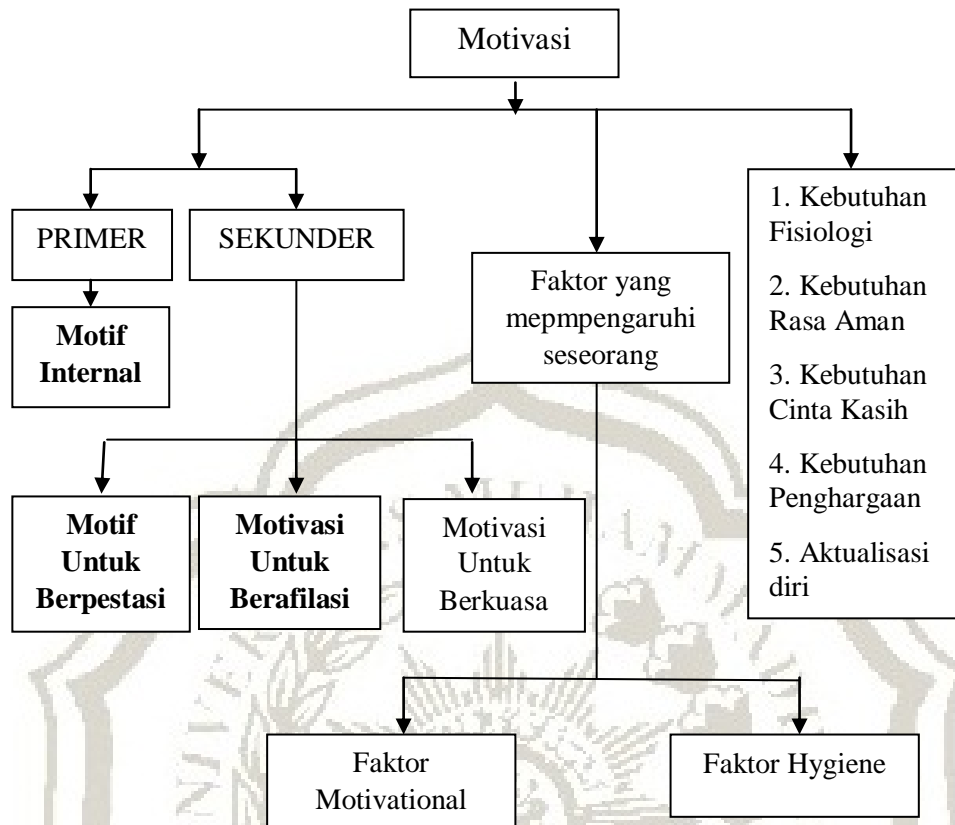 Motivasi
PRIMER
SEKUNDER
Motif
Internal
Faktor yang
mepmpengaruhi
seseorang
1. Kebutuhan
Fisiologi
2. Kebutuhan
Rasa Aman
3. Kebutuhan
Cinta Kasih
4. Kebutuhan
Penghargaan
5. Aktualisasi
diri
Motif
Untuk
Berpestasi
Motivasi
Untuk
Berafilasi
Motivasi
Untuk
Berkuasa
Faktor
Motivational
Faktor Hygiene